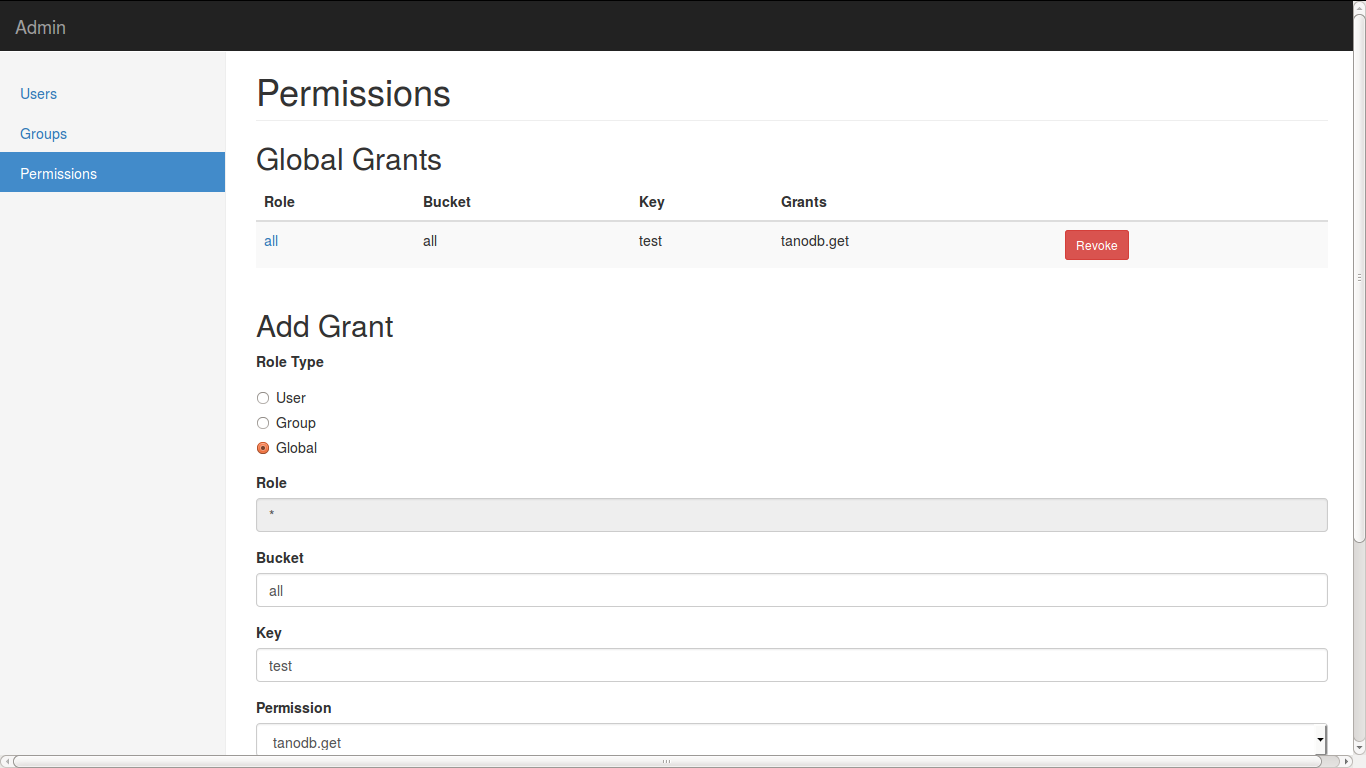 Admin
Users
Groups
Permissions
Permissions
Global Grants
Role Bucket Key Grants
all all test tanodb.get Revoke
Add Grant
Role Type
User
Group
Global
Role
*
Bucket
all
Key
test
Permission
tanodb.get